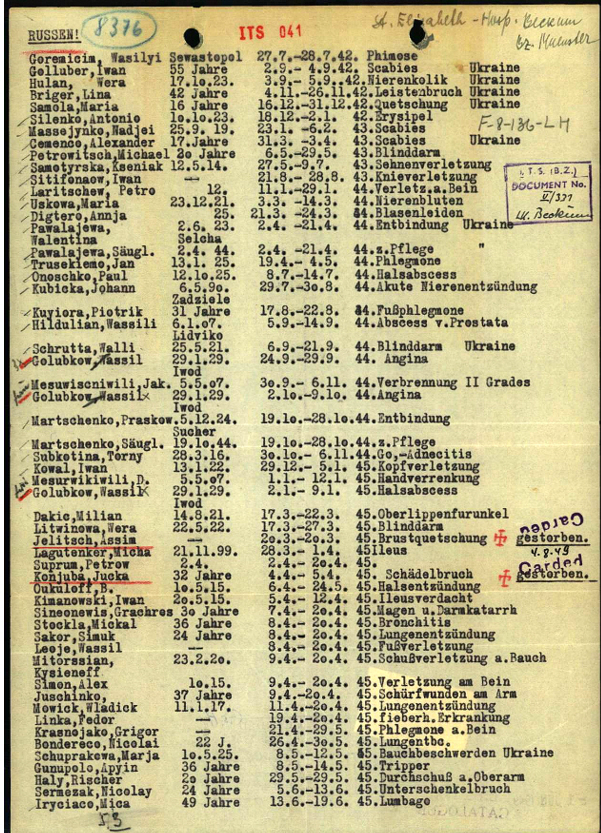 8376
ITS 041
St. Elisabeth - Hosp. Beckum
Bz. Münster
RUSSEN!
Goremicim, Wasilyi Sewastopol 27.7.-28.7.42. Phimose
Golluber,Iwan 55 Jahre 2.9.- 4.9.42. Scabies Ukraine
Hulan, Wera 17.1o.23. 3.9.- 5.9..42.Nierenkolik Ukraine
Briger,Lina 42 Jahre 4.11.-26.11.42.Leistenbruch Ukraine
Samola,Maria 16 Jahre 16.12.-31.12.42.Quetschung Ukraine
Silenko,Antonio 1o.1o.23. 18.12.-2.1. 42.Erysipel
Massejynko,Nadjei 25.9. 19. 23.1. -6.2. 43.Scabies
Cemenco,Alexander 17.Jahre 31.3. -3.4. 43.Scabies Ukraine
F-8-136-LH
Petrowitsch,Michael 2o Jahre 6.5.-29.5. 43.Blinddarm
Samotyrska,Kseniak 12.5.14. 27.5.-9.7. 43.Sehnenverletzung
Sitifonaow,Iwan — 21.8.- 28.8. 43.Knieverletzung
Laritschew, Petro 12. 11.1.-29.1. 44.Verletz.a.Bein
I.T.S. (B.Z.)
DOCUMENT No.
II/371
Uskowa,Maria 23.12.21. 3.3. -14.3. 44.Nierenbluten
Digtero,Annja 25. 21.3. -24.3. 44.Blasenleiden
Kr. Beckum
Pawalajewa, 2.6. 23. 2.4. -21.4. 44.Entbindung Ukraine
Walentina Selcha
Pawalajewa,Säugl. 2.4. 44. 2.4. -21.4. 44.z.Pflege "
Trusekiemo,Jan 13.1. 25. 19.4.- 4.5. 44.Phlegmone
Onoschko,Paul 12.1o.25. 8.7.-14.7. 44.Halsabscess
Kubicka,Johann 6.5.9o. 29.7.-3o.8. 44.Akute Nierenentzündung
Zadziele
Kuyiora,Piotrik 31 Jahre 17.8.-22.8. 44.Fußphlegmone
Hildulian,Wassili 6.1.o7. 5.9.-14.9. 44.Abscess v.Prostata
Lidviko
Schrutta,Walli 25.5.21. 6.9.-21.9. 44.Blinddarm Ukraine
Golubkow,Wassil 29.1.29. 24.9.-29.9. 44. Angina
Iwod
Mesuwiscniwili,Jak. 5.5.o7. 3o.9.- 6.11. 44.Verbrennung II Grades
Golubkow,Wassil 29.1.29. 2.1o.-9.1o. 44.Angina
Iwod
Martschenko,Praskow.5.12.24. 19.1o.-28.1o.44.Entbindung
Sucher
Martschenko,Säugl. 19.1o.44. 19.1o.-28.1o.44.z.Pflege
Subkotina,Torny 28.3.16. 3o.1o.- 6.11.44.Go,-Adnecitis
Kowal,Iwan 13.1.22. 29.12.- 5.1. 45.Kopfverletzung
Mesurwikiwili,D. 5.5.o7. 1.1.- 12.1. 45.Handverrenkung
Golubkow,Wassil 29.1.29. 2.1.- 9.1. 45.Halsabscess
Iwod
Dakic,Milian 14.8.21. 17.3.-22.3. 45.Oberlippenfurunkel
Litwinowa,Wera 22.5.22. 17.3.-27.3. 45.Blinddarm
Carded
Jelitsch,Assim — 2o.3.-2o.3. 45.Brustquetschung gestorben.
Lagutenker,Micha 21.11.99. 28.3.- 1.4. 45Ileus
4.8.49
Suprum,Petrow 2.4. 2.4.- 2o.4. 45.
Carded
Konjuba,Jucka 32 Jahre 4.4.- 5.4. 45. Schädelbruch gestorben.
Oukuloff,B. 1o.5.15. 6.4.- 24.5. 45.Halsentzündung
Kimanowski,Iwan 2o.5.15. 5.4.- 12.4. 45.Ileusverdacht
Sineonewis,Grachres 3o Jahre 7.4.- 2o.4. 45.Magen u.Darmkatarrh
Stockla,Mickal 36 Jahre 8.4.- 2o.4. 45.Bronchitis
Sakor,Simuk 24 Jahre 8.4.- 2o.4. 45.Lungenentzündung
Leoje,Wassil — 8.4.- 2o.4. 45.Fußverletzung
Mitorssian, 23.2.2o. 9.4.- 2o.4. 45.Schußverletzung a.Bauch
Kysieneff
Simon,Alex 1o.15. 9.4.- 2o.4. 45.Verletzung am Bein
Juschinko, 37 Jahre 9.4.-2o.4. 45.Schürfwunden am Arm
Mowick,Wladick 11.1.17. 11.4.-2o.4. 45.Lungenentzündung
Linka,Fedor — 19.4.-2o.4. 45.fieberh.Erkrankung
Krasnojako,Grigor — 21.4.-29.5. 45.Phlegmone a.Bein
Bondereco,Nicolai 22 J. 26.4.-3o.5. 45.Lungentbc.
Schuprakowa,Marja 1o.5.25. 8.5.-12.5. 45.Bauchbeschwerden Ukraine
Gunupolo,Apyin 36 Jahre 8.5.-14.5. 45.Tripper
Haly,Rischer 2o Jahre 29.5.-29.5. 45.Durchschuß a.Oberarm
Sermezak,Nicolay 24 Jahre 5.6.-13.6. 45.Unterschenkelbruch
Iryciaco,Mica 49 Jahre 13.6.-19.6. 45.Lumbago
53